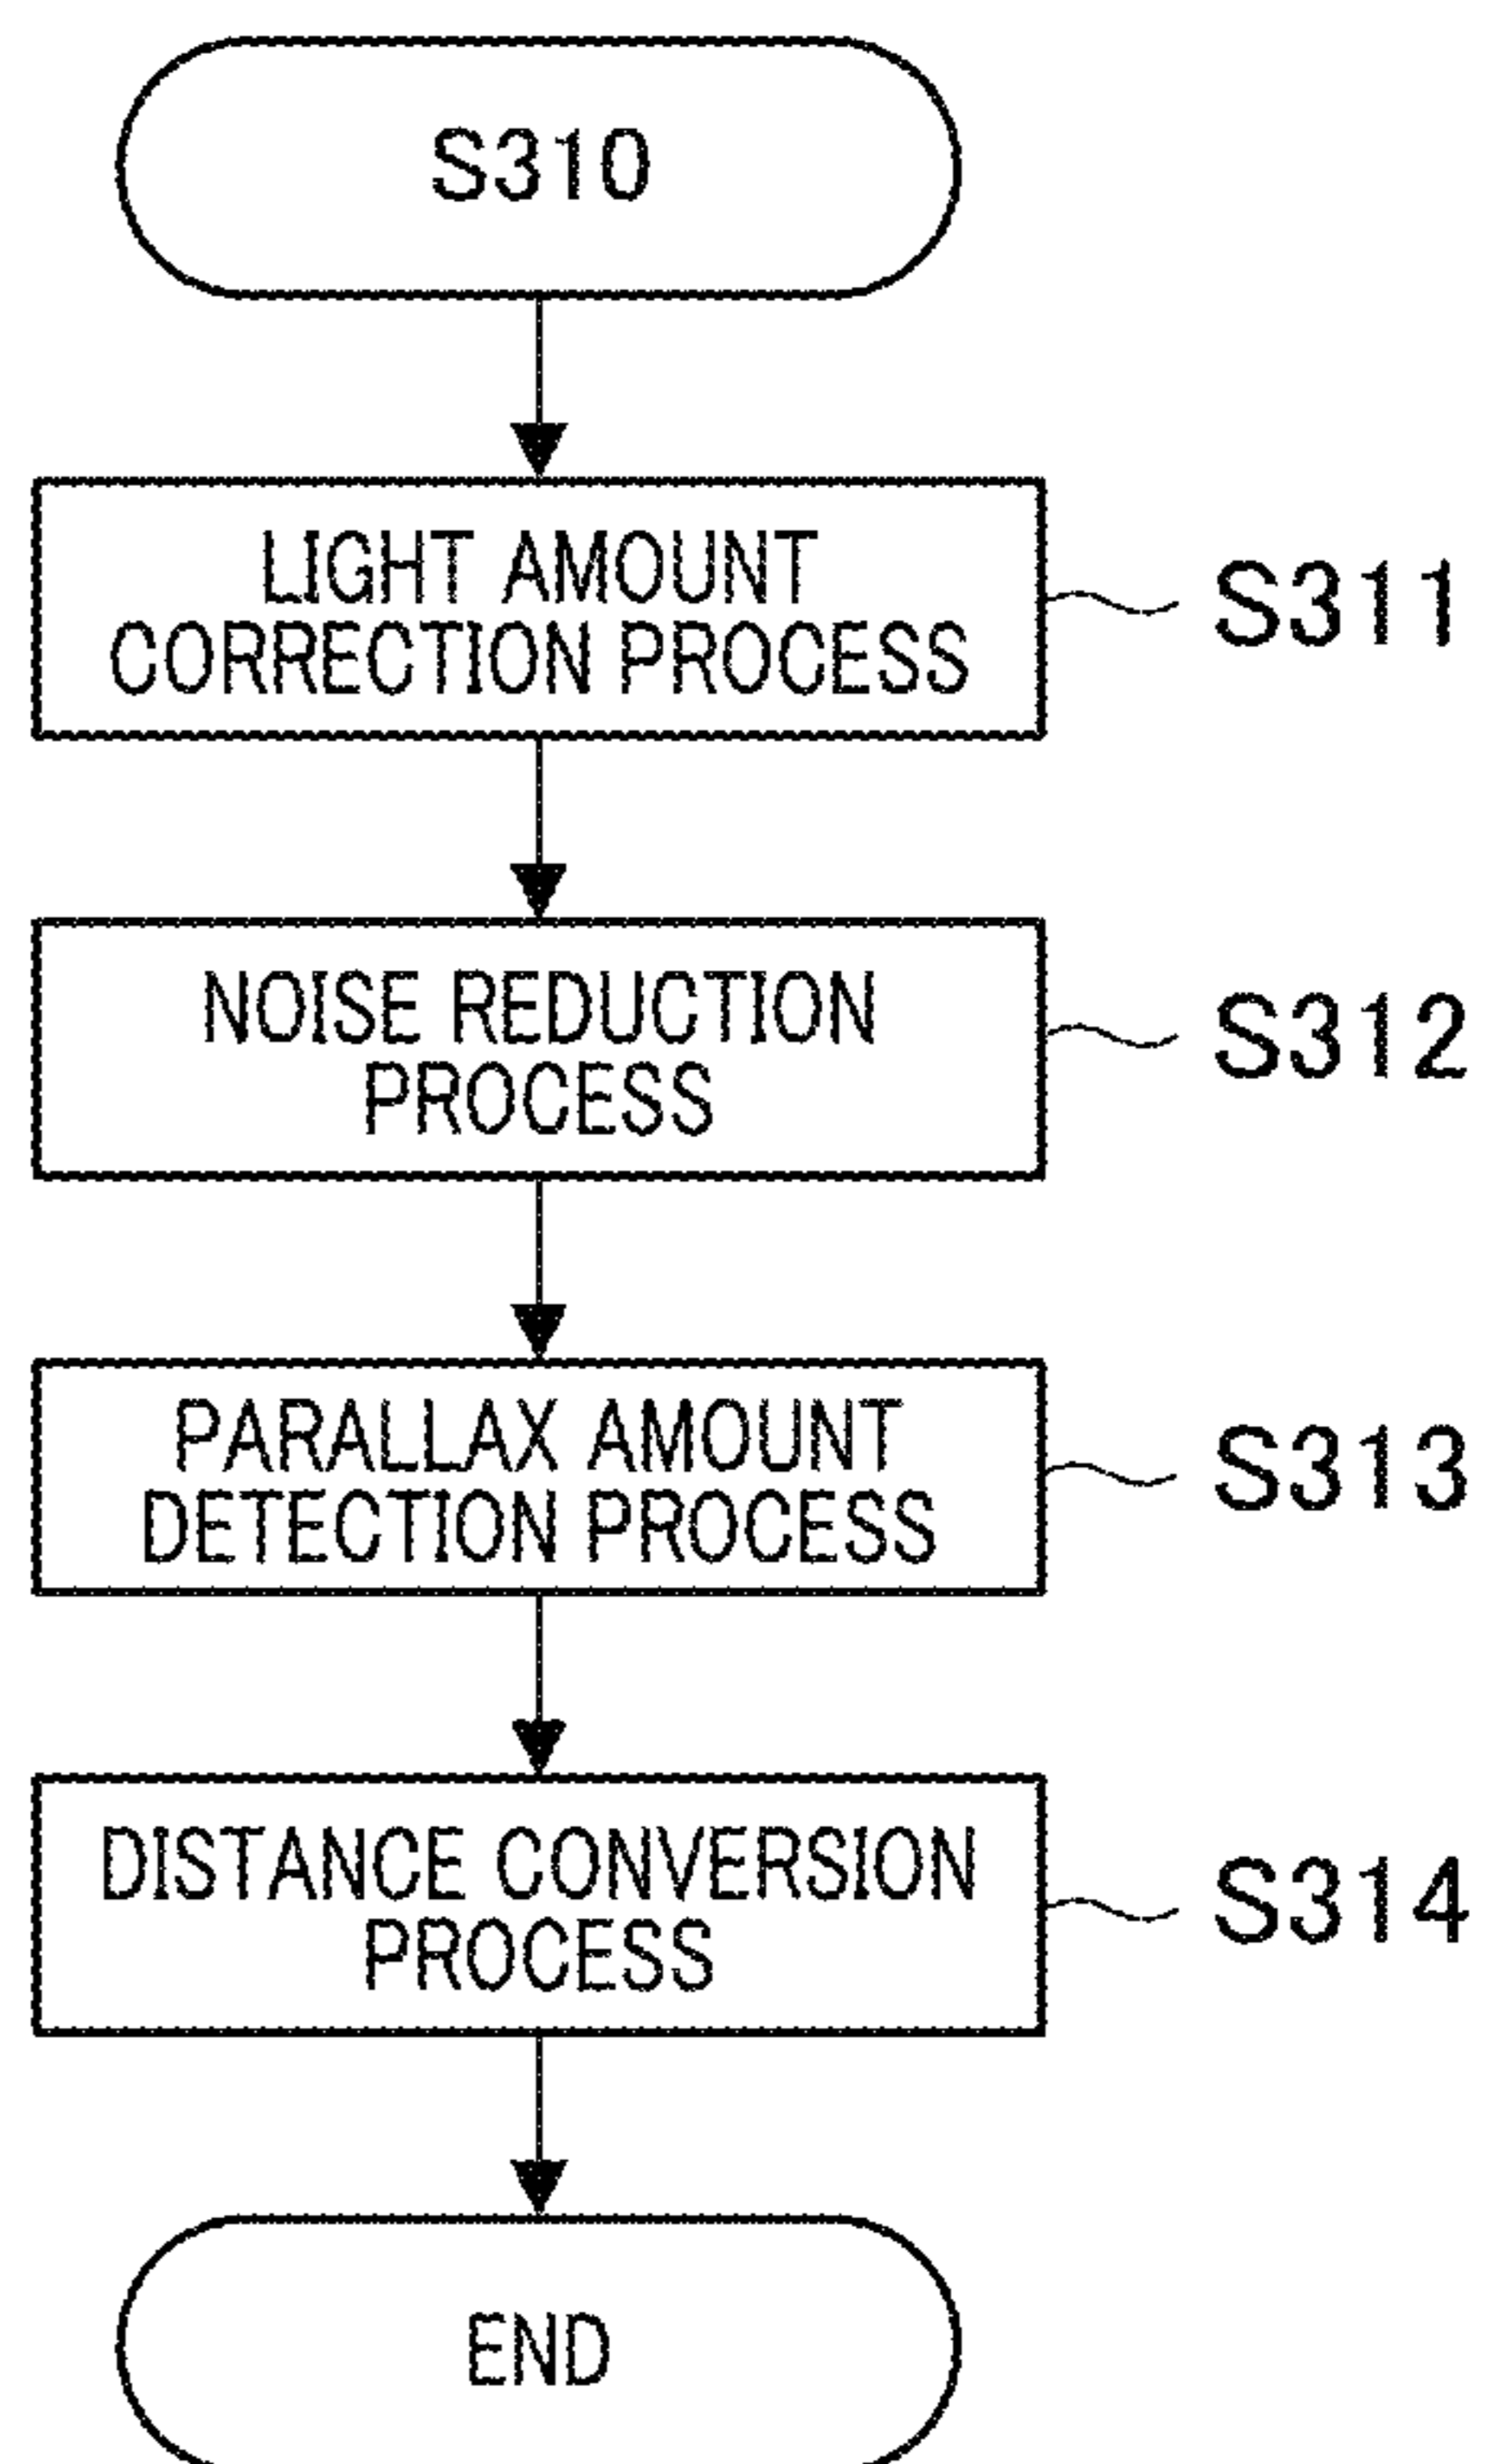 S310
LIGHT AMOUNT
CORRECTION PROCESS
S311
NOISE REDUCTION
PROCESS
S312
PARALLAX AMOUNT
DETECTION PROCESS
S313
DISTANCE CONVERSION
PROCESS
S314
END